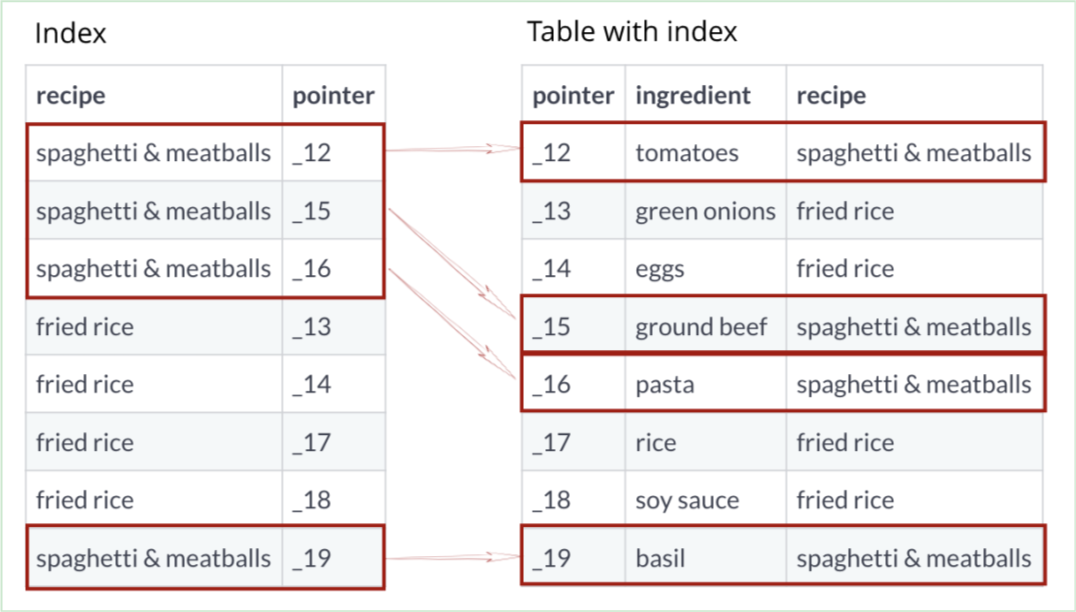 Index
recipe pointer
spaghetti & meatballs _12
spaghetti & meatballs _15
spaghetti & meatballs _16
fried rice _13
fried rice _14
fried rice _17
fried rice _18
spaghetti & meatballs _19
Table with index
pointer ingredient recipe
_12 tomatoes spaghetti & meatballs
_13 green onions fried rice
_14 eggs fried rice
_15 ground beef spaghetti & meatballs
_16 pasta spaghetti & meatballs
_17 rice fried rice
_18 soy sauce fried rice
_19 basil spaghetti & meatballs